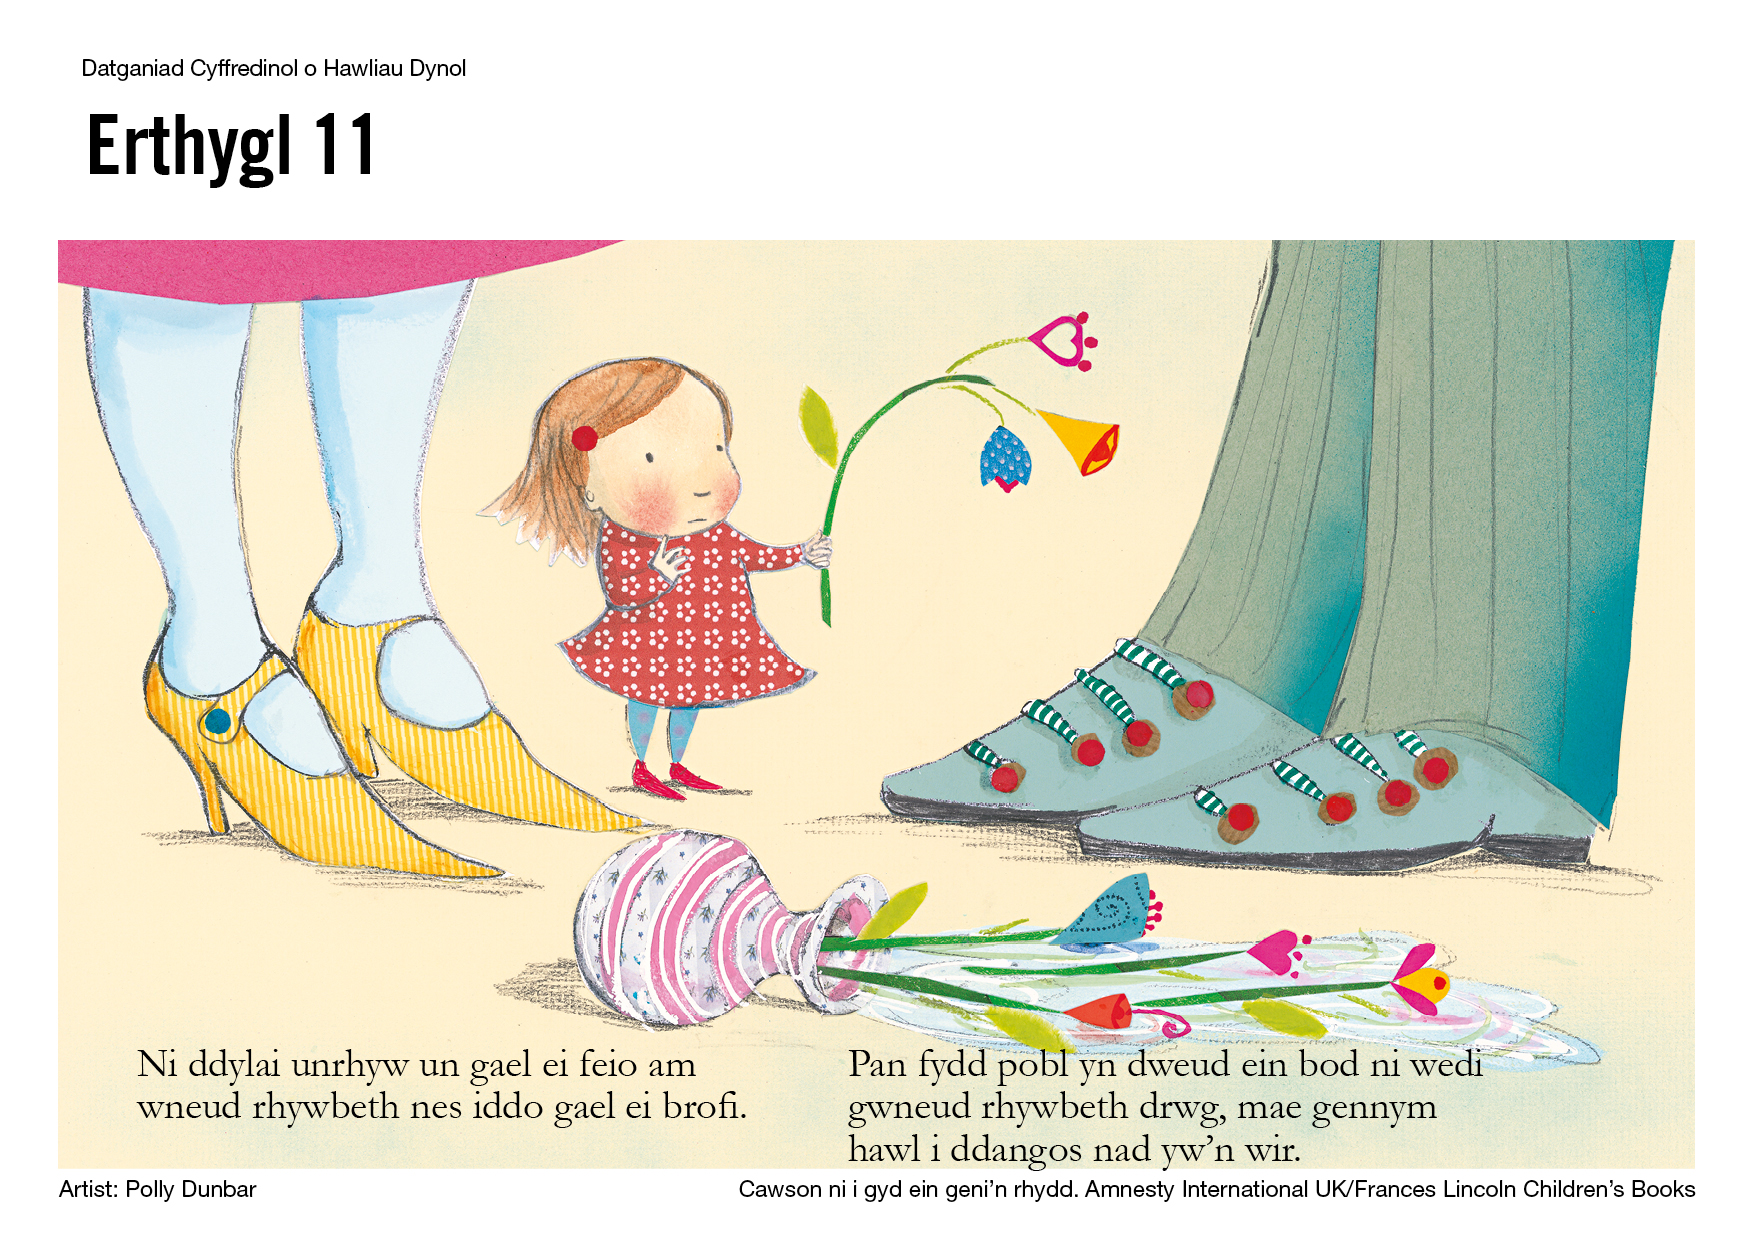 Datganiad Cyffredinol o Hawliau Dynol
Erthygl 11
Ni ddylai unrhyw un gael ei feio am
wneud rhywbeth nes iddo gael ei brofi.
Pan fydd pobl yn dweud ein bod ni wedi
gwneud rhywbeth drwg, mae gennym
hawl i ddangos nad yw’n wir.
Artist: Polly Dunbar
Cawson ni i gyd ein geni’n rhydd. Amnesty International UK/Frances Lincoln Children’s Books